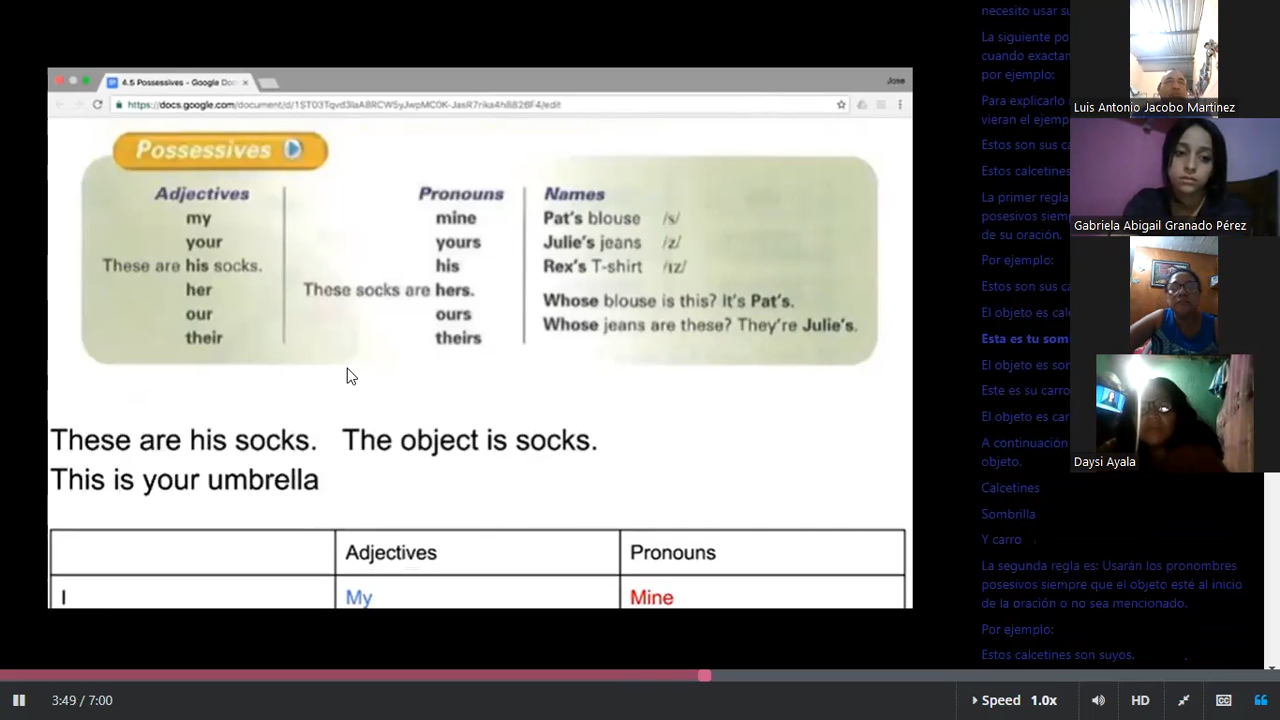 4.5 Possessives - Google Doc
Jose
Possessives
Adjectives
my
your
These are his socks.
her
our
their
Pronouns
mine
yours
his
These socks are hers.
ours
theirs
Names
Pat's blouse /s/
Julie's jeans /z/
Rex's T-shirt /ɪz/
Whose blouse is this? It's Pat's.
Whose jeans are these? They're Julie's.
These are his socks. The object is socks.
This is your umbrella
Adjectives Pronouns
I My Mine
3:49 / 7:00
Speed 1.0x
HD
CC
necesito usar
La siguiente
cuando
por ejemplo:
Para explicarlo
vieran el
Estos son sus
Estos calcetines
La primer regla
posesivos
de su oración.
Por ejemplo:
Estos son sus
El objeto es
Esta es tu
El objeto es
Este es su carro
El objeto es
A continuación
objeto.
Calcetines
Sombrilla
Y carro
La segunda regla es: Usarán los pronombres
posesivos siempre que el objeto esté al inicio
de la oración o no sea mencionado.
Por ejemplo:
Estos calcetines son suyos.
Luis Antonio Jacobo Martinez
Gabriela Abigail Granado Pérez
Daysi Ayala